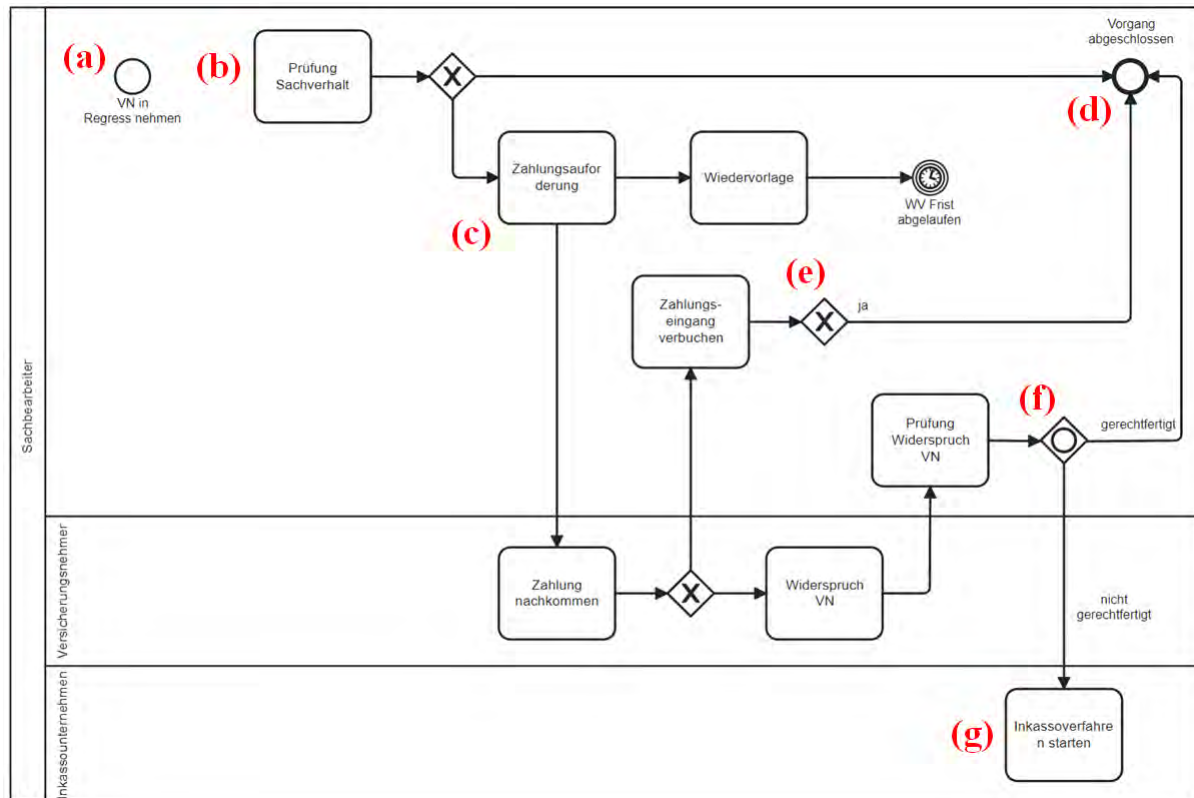 Vorgang
abgeschlossen
(a)
VN in
Regress nehmen
(b)
Prüfung
Sachverhalt
X
(d)
Zahlungsaufor
derung
Wiedervorlage
WV Frist
abgelaufen
(c)
Zahlungs-
eingang
verbuchen
(e)
X
ja
Sachbearbeiter
Prüfung
Widerspruch
VN
(f)
gerechtfertigt
Versicherungsnehmer
Zahlung
nachkommen
X
Widerspruch
VN
nicht
gerechtfertigt
Inkassounternehmen
(g)
Inkassoverfahre
n starten